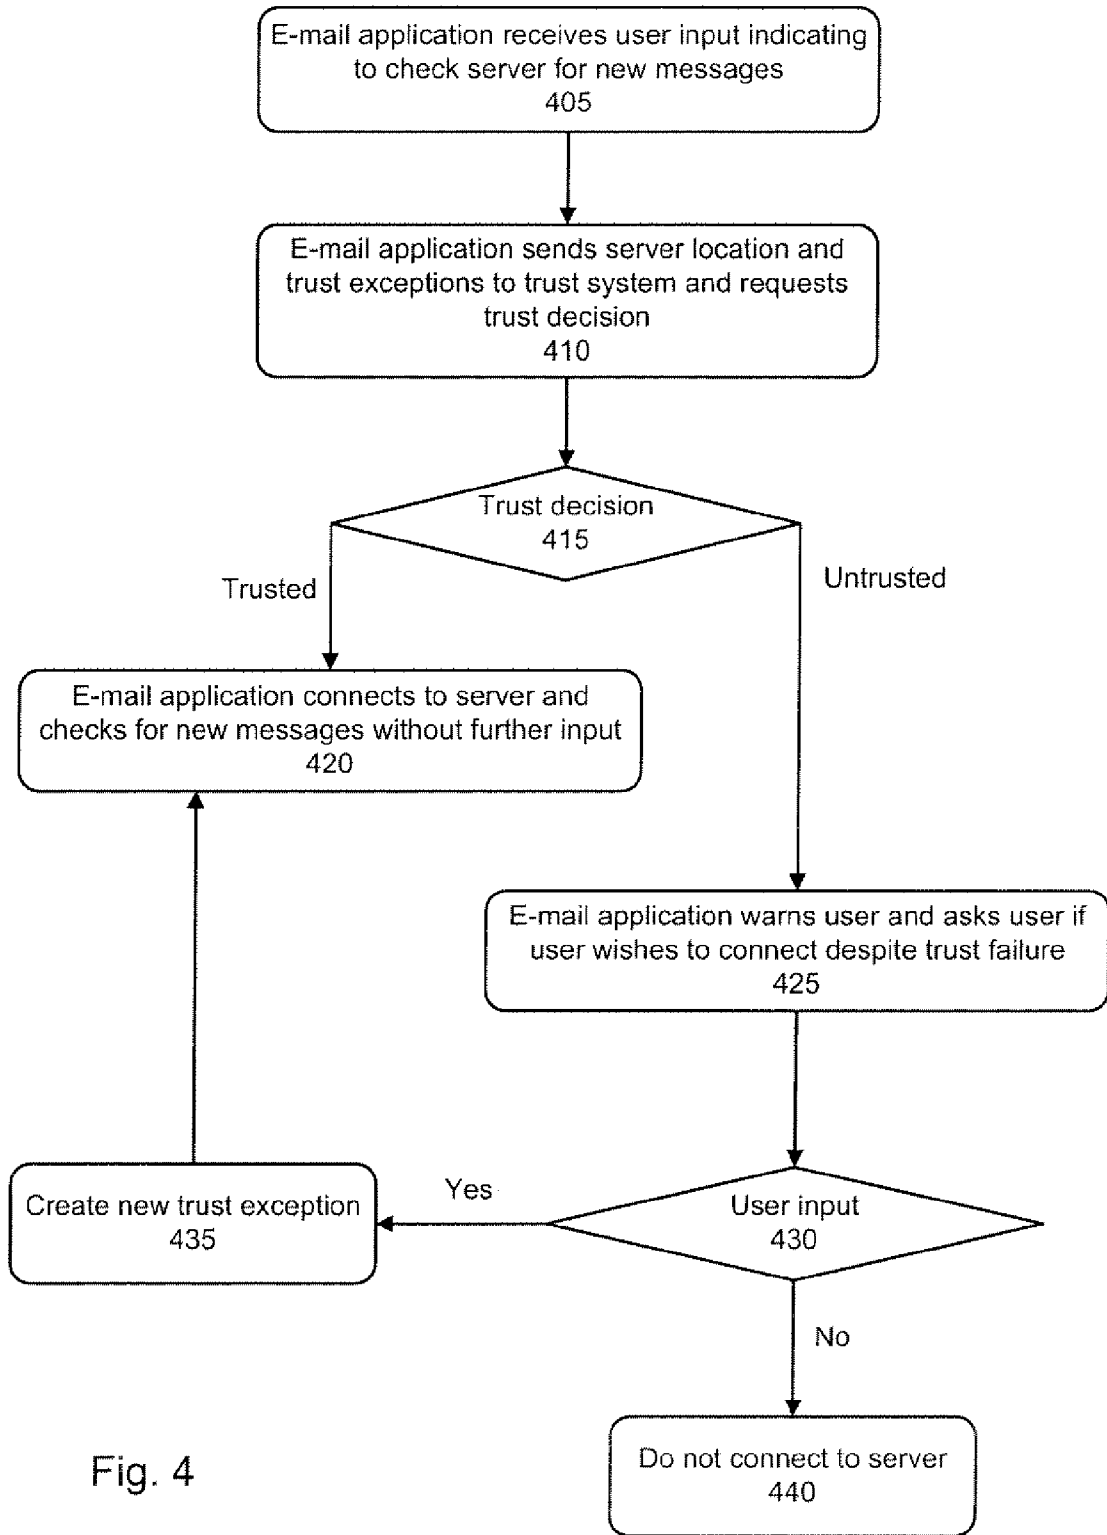 E-mail application receives user input indicating
to check server for new messages
405
E-mail application sends server location and
trust exceptions to trust system and requests
trust decision
410
Trust decision
415
Trusted
Untrusted
E-mail application connects to server and
checks for new messages without further input
420
E-mail application warns user and asks user if
user wishes to connect despite trust failure
425
Create new trust exception
435
Yes
User input
430
No
Do not connect to server
440
Fig. 4